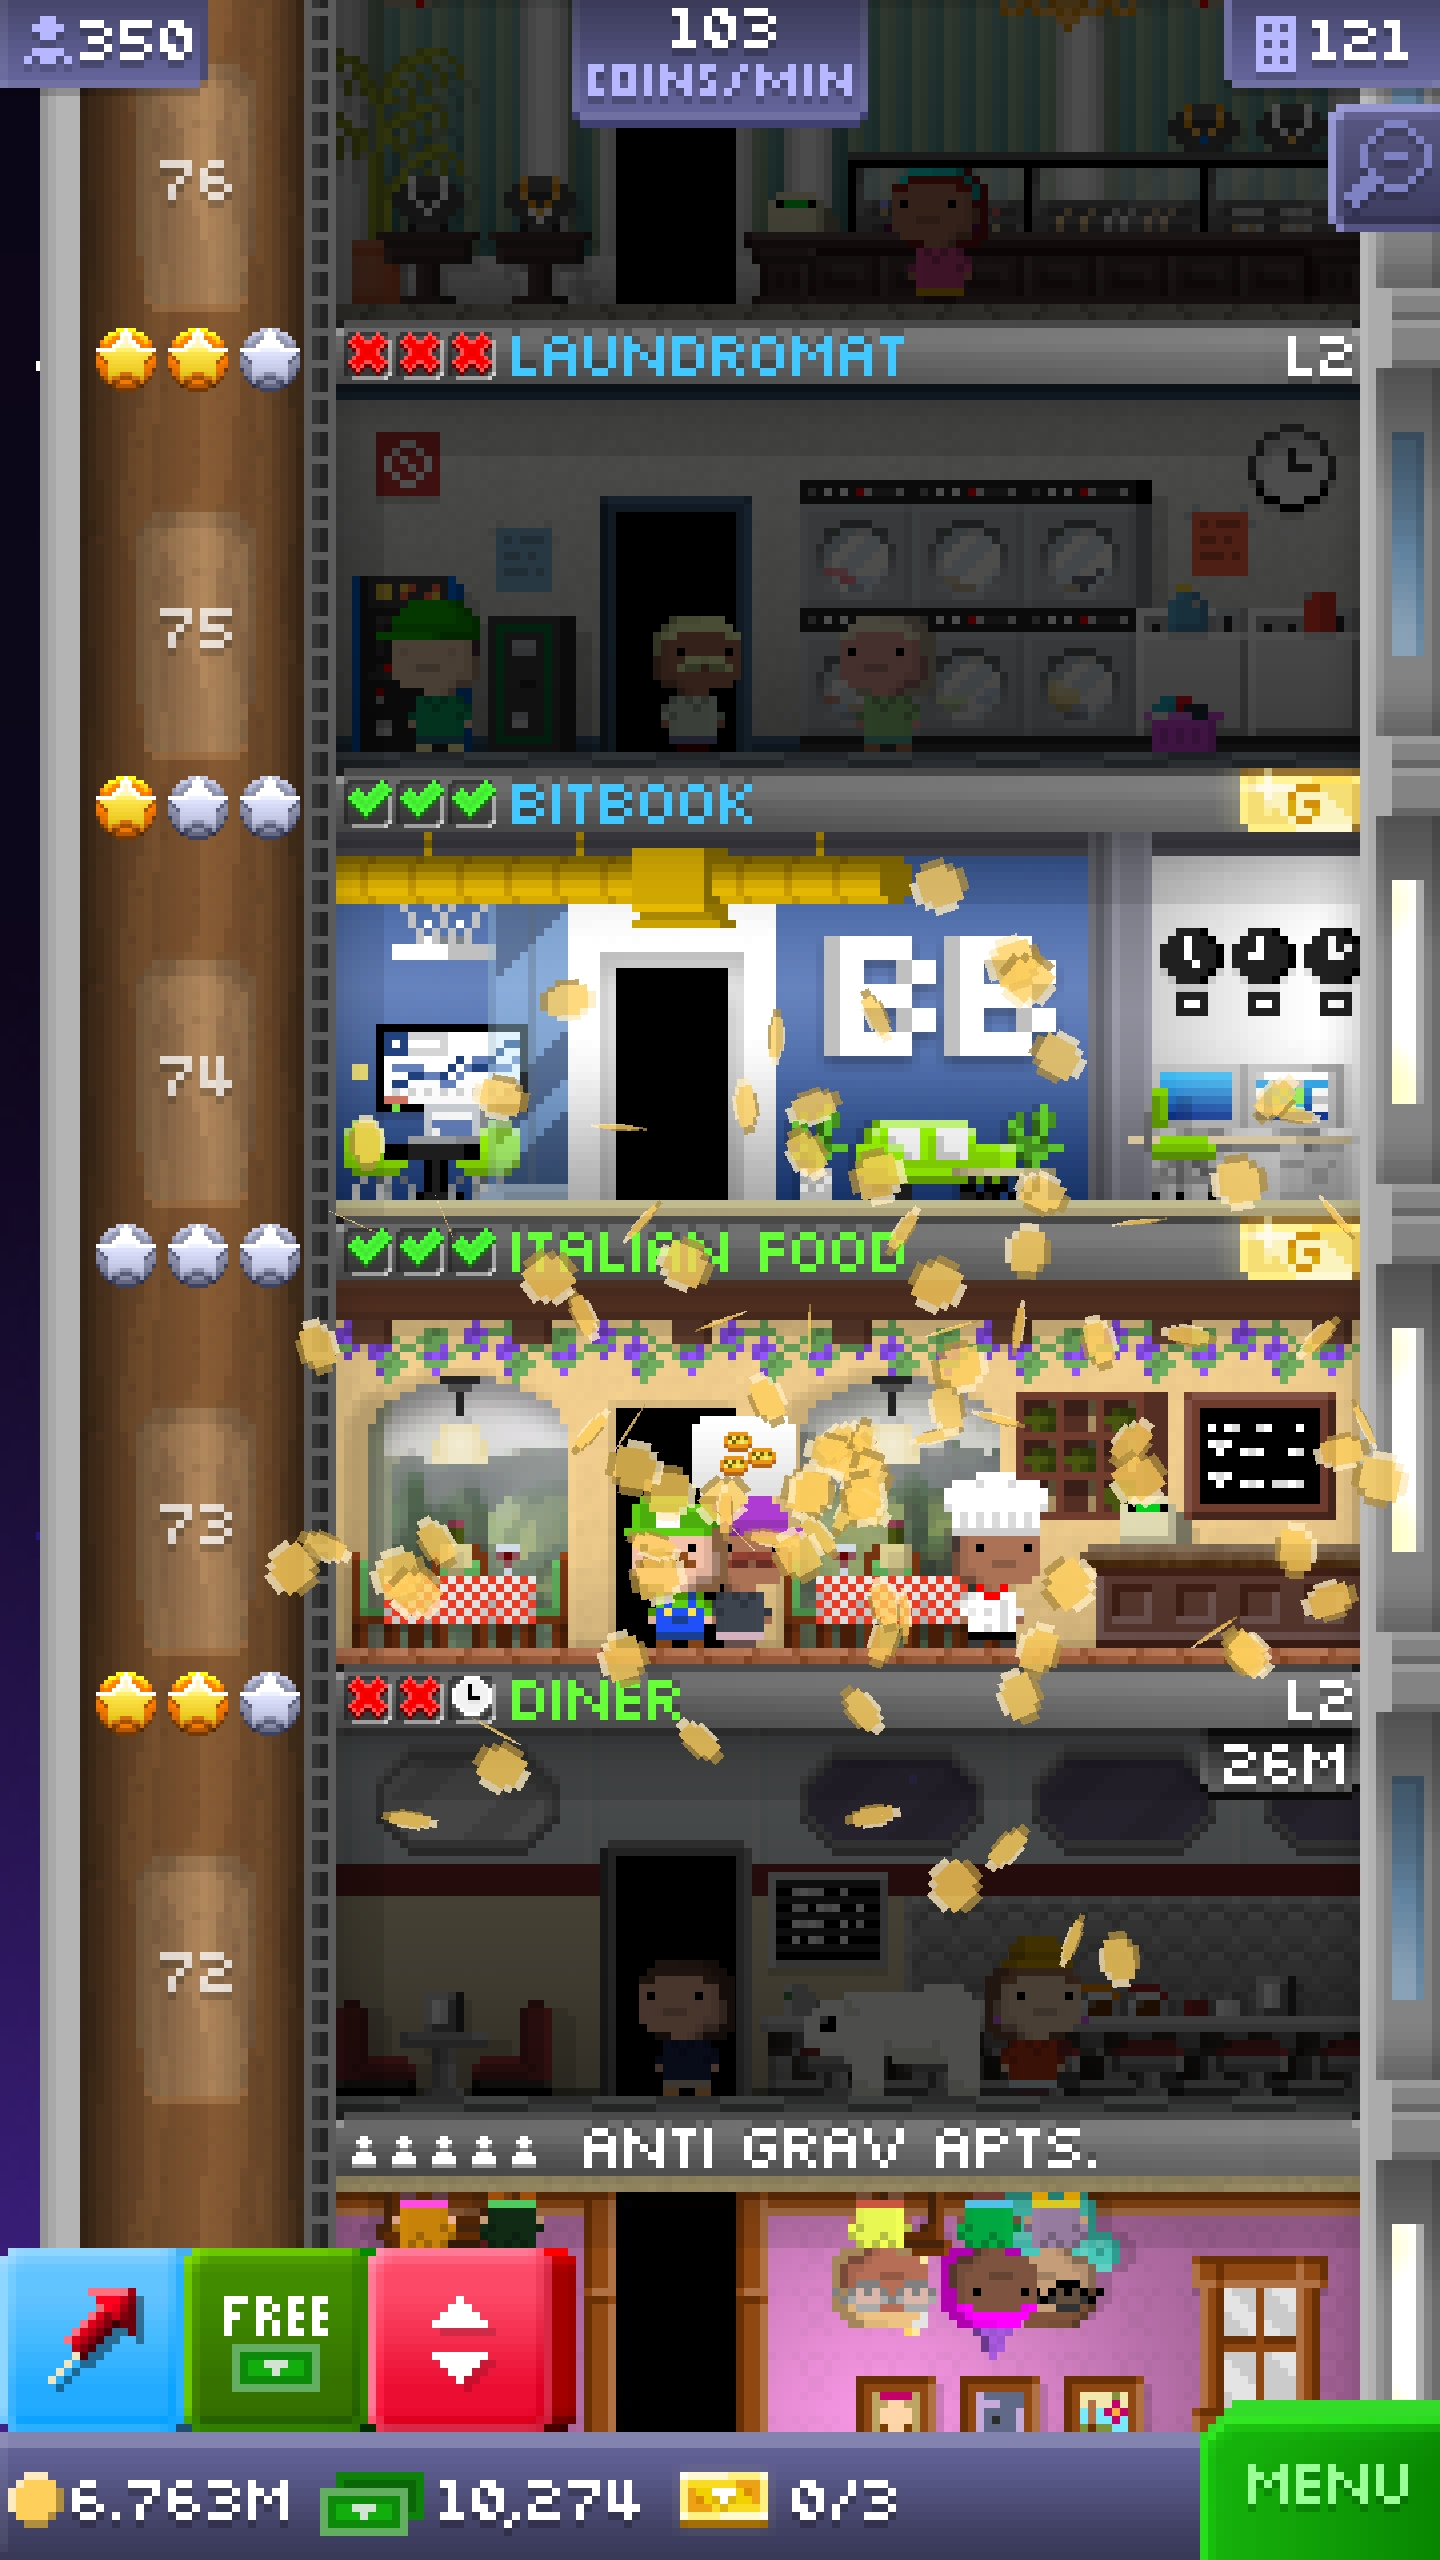 350
103
COINS/MIN
121
76
LAUNDROMAT L2
75
BITBOOK G
74
BB
ITALIAN FOOD G
73
DINER L2
26M
72
ANTI GRAV APTS.
FREE
6.763M 10,274 0/3
MENU